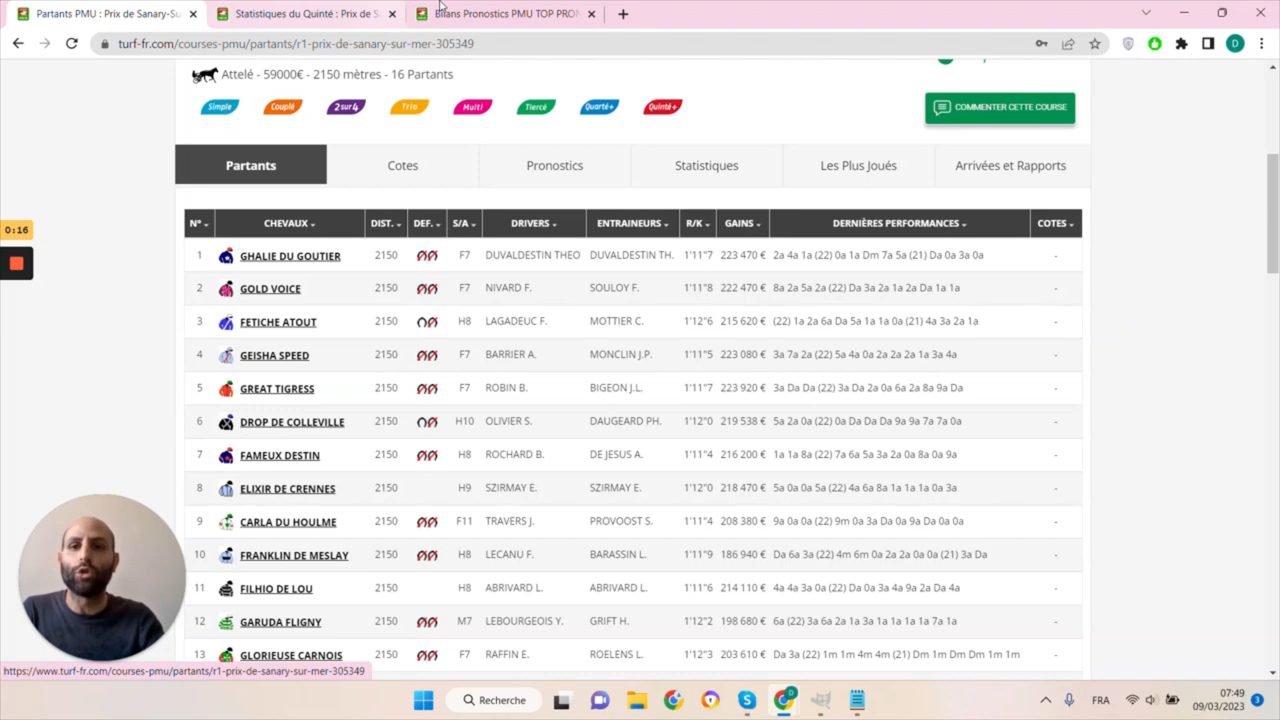 Partants PMU : Prix de Sanary-Su
Statistiques du Quinté : Prix de S
Bilans Pronostics PMU TOP PRON
turf-fr.com/courses-pmu/partants/r1-prix-de-sanary-sur-mer-305349
D
Attelé - 59000€ - 2150 mètres - 16 Partants
Simple Couplé 2sur4 Trio Multi Tiercé Quarté+ Quinté+
COMMENTER CETTE COURSE
Partants Cotes Pronostics Statistiques Les Plus Joués Arrivées et Rapports
N° CHEVAUX DIST. DEF. S/A DRIVERS ENTRAINEURS R/K GAINS DERNIÈRES PERFORMANCES COTES
1 GHALIE DU GOUTIER 2150 F7 DUVALDESTIN THEO DUVALDESTIN TH. 1'11"7 223 470 € 2a 4a 1a (22) 0a 1a Dm 7a 5a (21) Da 0a 3a 0a -
2 GOLD VOICE 2150 F7 NIVARD F. SOULOY F. 1'11"8 222 470 € 8a 2a 5a 2a (22) Da 3a 2a 1a 2a Da 1a 1a -
3 FETICHE ATOUT 2150 H8 LAGADEUC F. MOTTIER C. 1'12"6 215 620 € (22) 1a 2a 6a Da 5a 1a 1a 0a (21) 4a 3a 2a 1a -
4 GEISHA SPEED 2150 F7 BARRIER A. MONCLIN J.P. 1'11"5 223 080 € 3a 7a 2a (22) 5a 4a 0a 2a 2a 2a 1a 3a 4a -
5 GREAT TIGRESS 2150 F7 ROBIN B. BIGEON J.L. 1'11"7 223 920 € 3a Da Da (22) 3a Da 2a 0a 6a 2a 8a 9a Da -
6 DROP DE COLLEVILLE 2150 H10 OLIVIER S. DAUGEARD PH. 1'12"0 219 538 € 5a 2a 0a (22) 0a Da Da Da 9a 9a 7a 7a 0a -
7 FAMEUX DESTIN 2150 H8 ROCHARD B. DE JESUS A. 1'11"4 216 200 € 1a 1a 8a (22) 7a 6a 5a 3a 2a 0a 8a 0a 9a -
8 ELIXIR DE CRENNES 2150 H9 SZIRMAY E. SZIRMAY E. 1'12"0 218 470 € 5a 0a 0a 5a (22) 4a 6a 8a 1a 1a 1a 0a 3a -
9 CARLA DU HOULME 2150 F11 TRAVERS J. PROVOOST S. 1'11"4 208 380 € 9a 0a 0a (22) 9m 0a 3a Da 0a 9a Da 0a 0a -
10 FRANKLIN DE MESLAY 2150 H8 LECANU F. BARASSIN L. 1'11"9 186 940 € Da 6a 3a (22) 4m 6m 0a 2a 2a 0a 0a (21) 3a Da -
11 FILHIO DE LOU 2150 H8 ABRIVARD L. ABRIVARD L. 1'11"6 214 110 € 4a 4a 3a 0a (22) Da 0a 3a 4a 9a 2a Da 4a -
12 GARUDA FLIGNY 2150 M7 LEBOURGEOIS Y. GRIFT H. 1'12"2 198 680 € 6a (22) 3a 6a 2a 1a 3a 1a 1a 1a 1a 7a 1a -
13 GLORIEUSE CARNOIS 2150 F7 RAFFIN E. ROELENS L. 1'12"3 203 610 € Da 3a (22) 1m 1m 4m 4m (21) Dm 1m Dm Dm 1m 1m -
0:16
https://www.turf-fr.com/courses-pmu/partants/r1-prix-de-sanary-sur-mer-305349
Recherche
FRA
07:49
09/03/2023
3